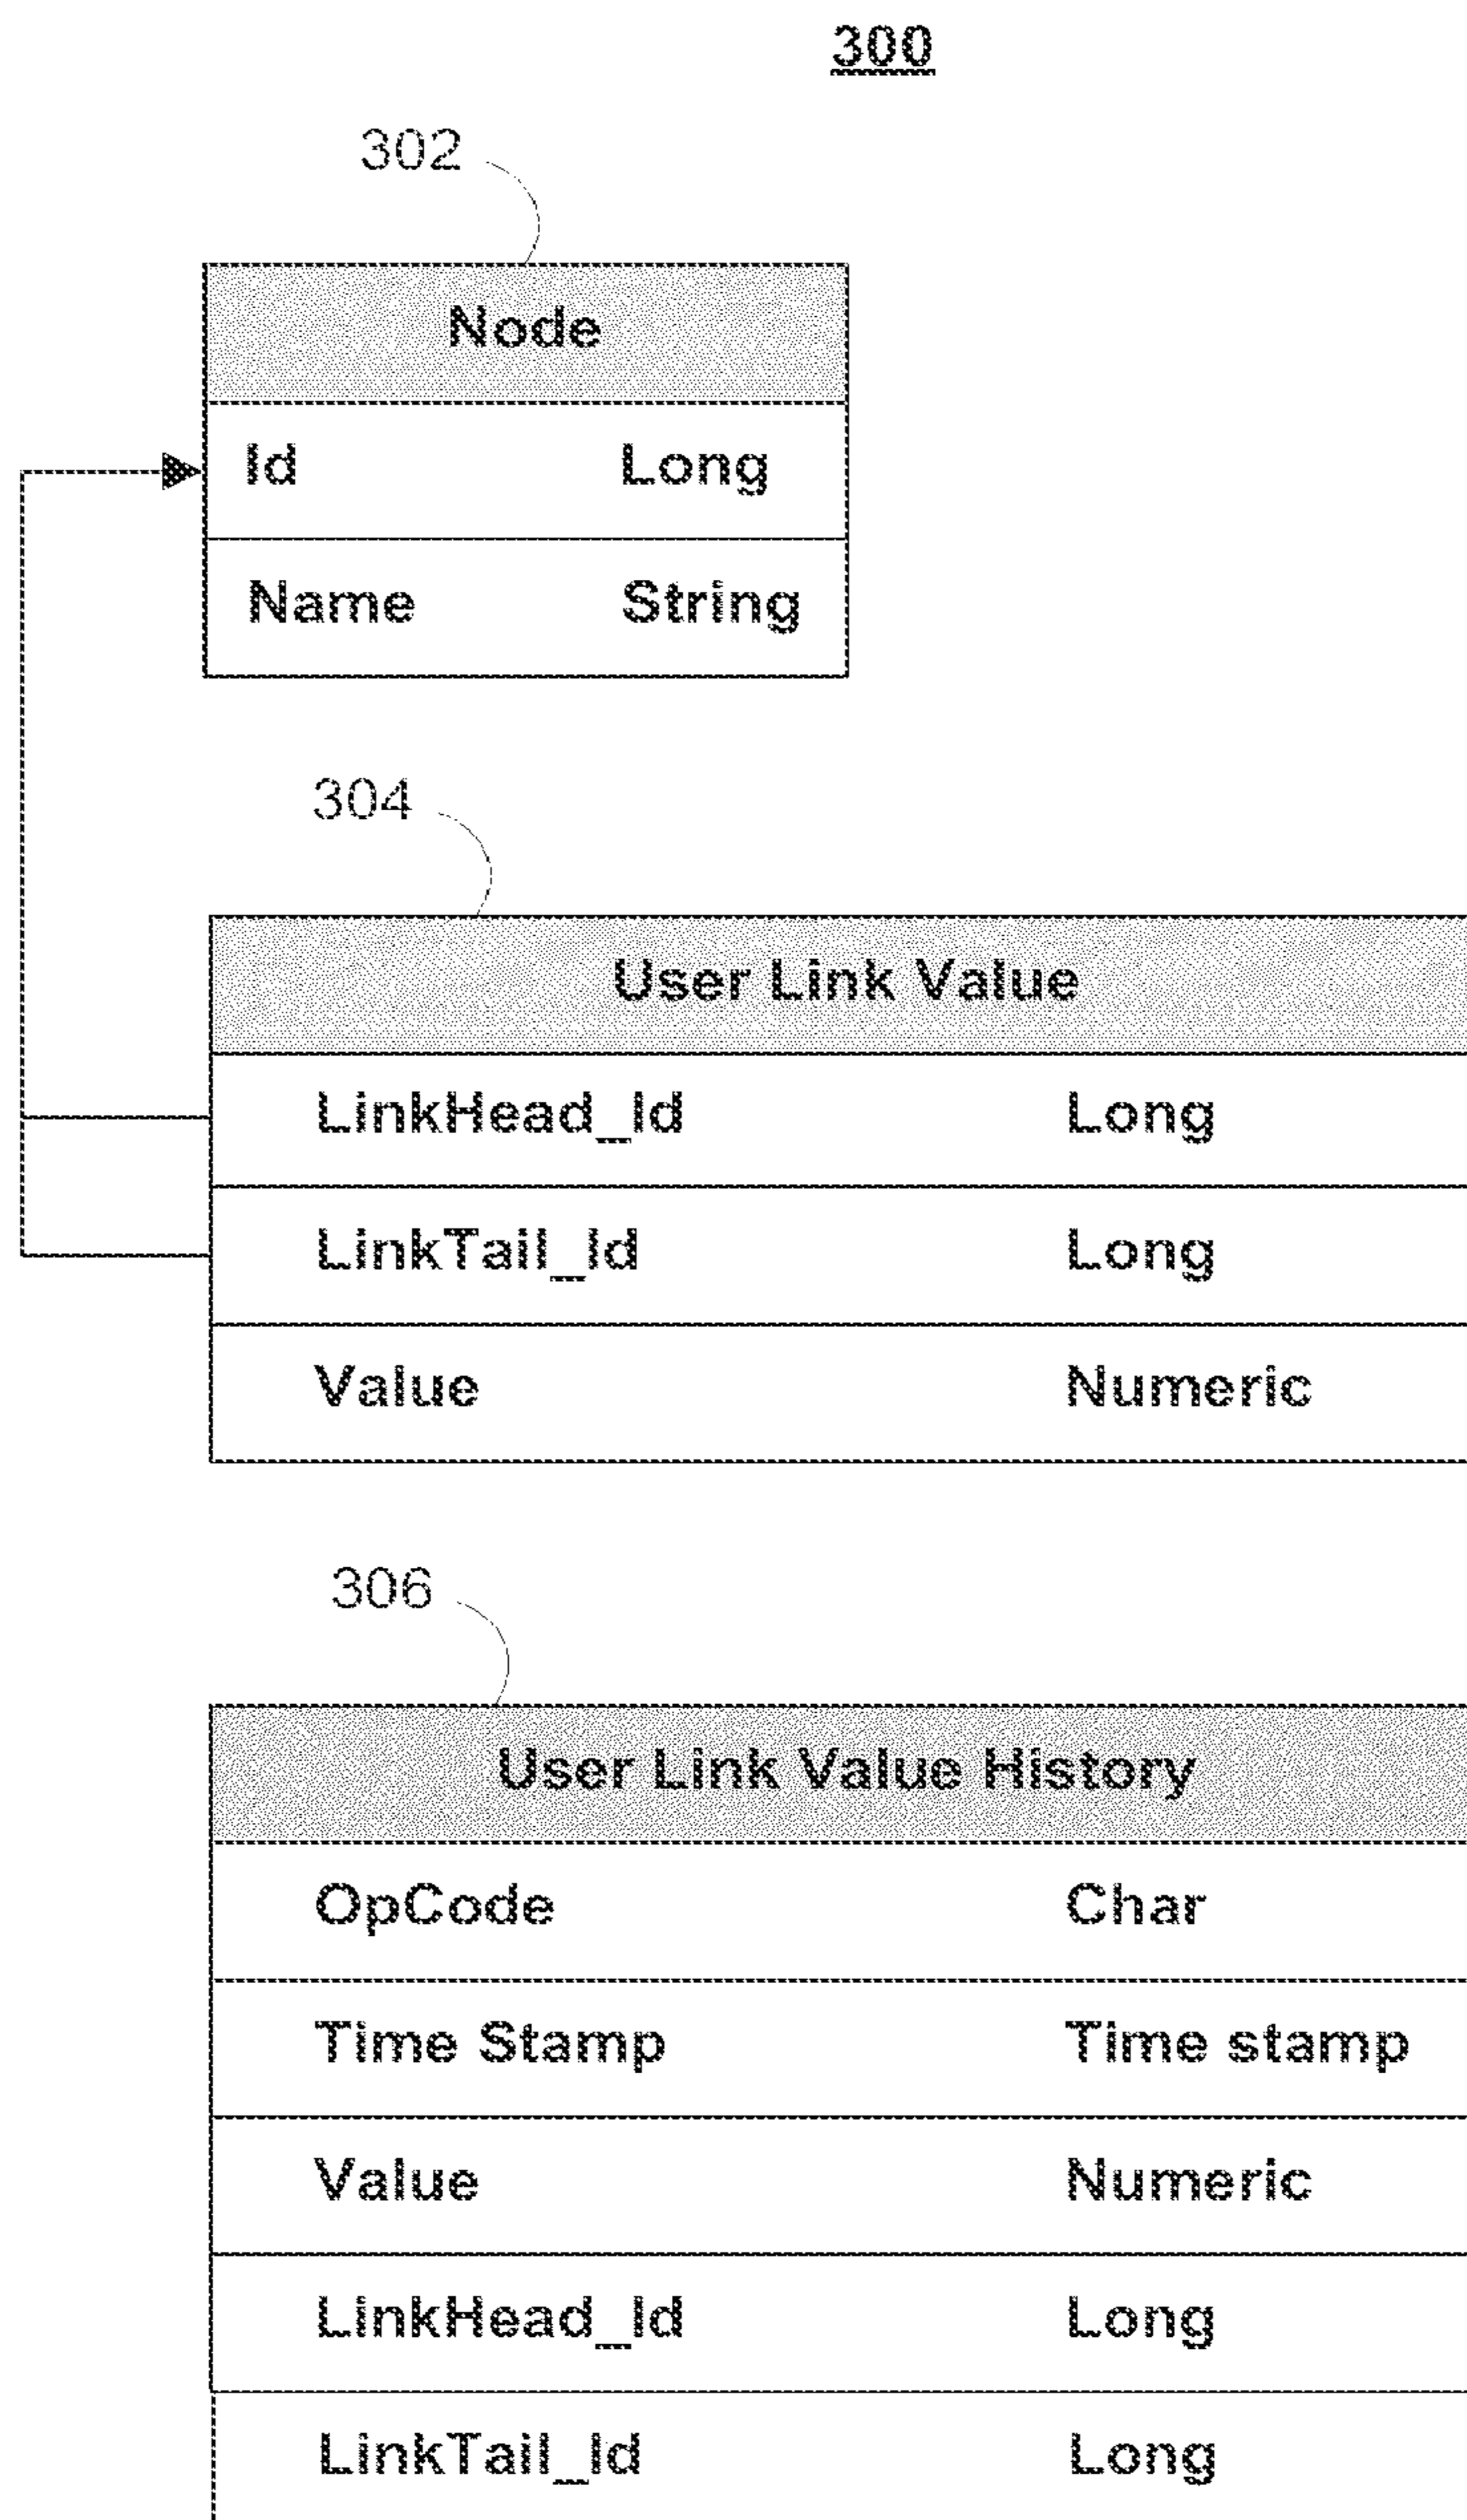 300
302
Node
Id Long
Name String
304
User Link Value
LinkHead_Id Long
LinkTail_Id Long
Value Numeric
306
User Link Value History
OpCode Char
Time Stamp Time stamp
Value Numeric
LinkHead_Id Long
LinkTail_Id Long